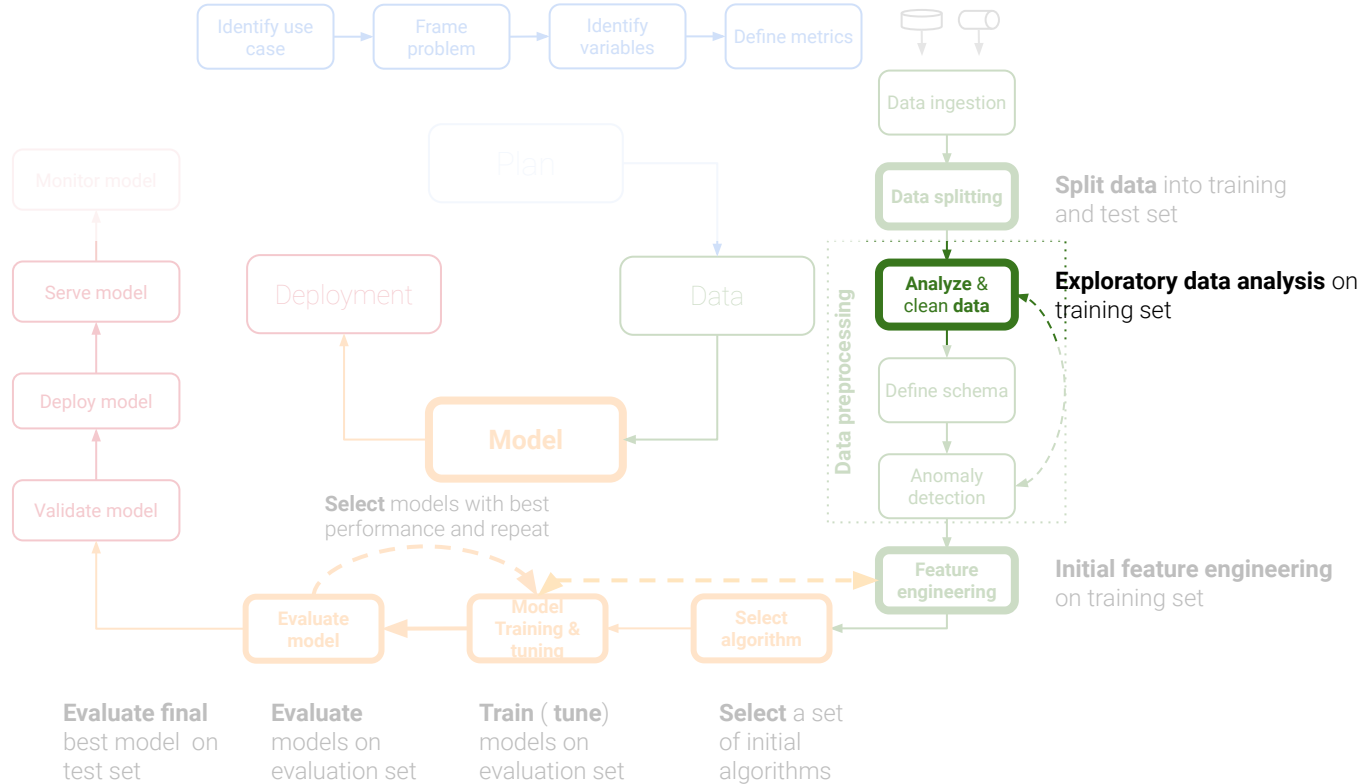 Identify use
case
Frame
problem
Identify
variables
Define metrics
Data ingestion
Plan
Monitor model
Data splitting
Split data into training
and test set
Serve model
Deployment
Data
Data preprocessing
Analyze &
clean data
Exploratory data analysis on
training set
Deploy model
Define schema
Model
Validate model
Anomaly
detection
Select models with best
performance and repeat
Feature
engineering
Initial feature engineering
on training set
Evaluate
model
Model
Training &
tuning
Select
algorithm
Evaluate final
best model on
test set
Evaluate
models on
evaluation set
Train ( tune)
models on
evaluation set
Select a set
of initial
algorithms